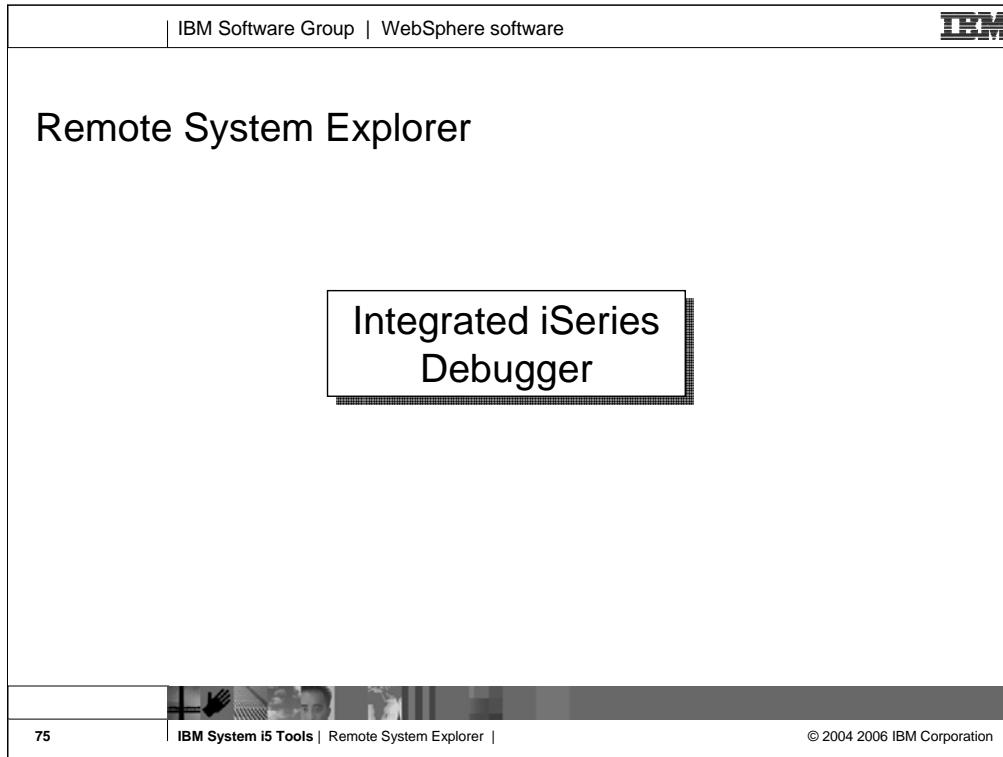 IBM Software Group | WebSphere software
IBM
Remote System Explorer
Integrated iSeries
Debugger
75
IBM System i5 Tools | Remote System Explorer |
© 2004 2006 IBM Corporation